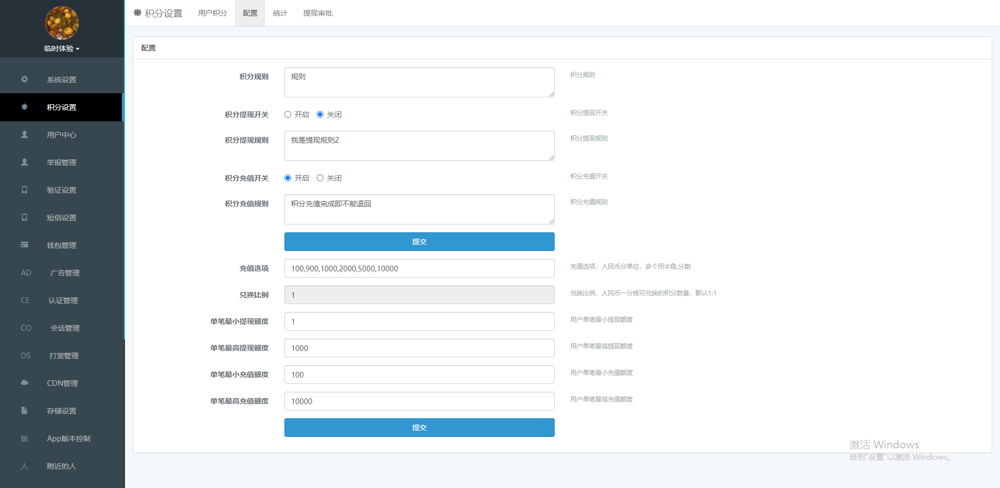 临时体验
系统设置
积分设置
用户中心
举报管理
验证设置
短信设置
钱包管理
AD 广告管理
CE 认证管理
CO 会话管理
DS 打赏管理
CDN管理
存储设置
版 App版本控制
人 附近的人
积分设置 用户积分 配置 统计 提现审批
配置
积分规则 规则 积分规则
积分提现开关 开启 关闭 积分提现开关
积分提现规则 我是提现规则2 积分提现规则
积分充值开关 开启 关闭 积分充值开关
积分充值规则 积分充值完成即不能退回 积分充值规则
提交
充值选项 100,900,1000,2000,5000,10000 充值选项，人民币分单位，多个用半角,分割
兑换比例 1 兑换比例，人民币一分钱可兑换的积分数量，默认1:1
单笔最小提现额度 1 用户单笔最小提现额度
单笔最高提现额度 1000 用户单笔最高提现额度
单笔最小充值额度 100 用户单笔最小充值额度
单笔最高充值额度 10000 用户单笔最高充值额度
提交
激活 Windows
转到"设置"以激活 Windows。